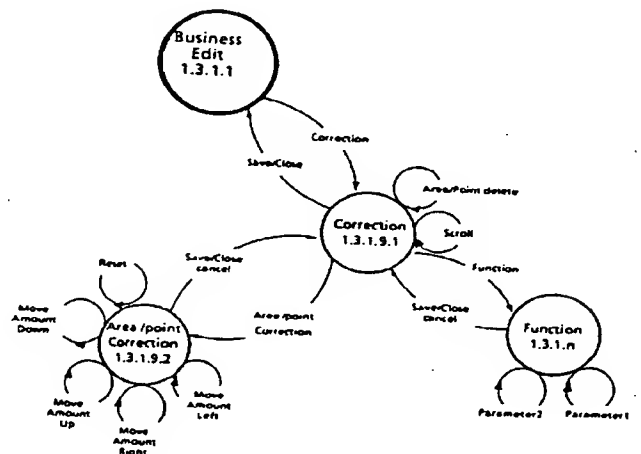 Business
Edit
1.3.1.1
Correction
Save/Close
Area/Point delete
Correction
1.3.1.9.1
Scroll
Reset
Save/Close
cancel
Function
Move
Amount
Down
Area/point
Correction
1.3.1.9.2
Area/point
Correction
Save/Close
cancel
Function
1.3.1.n
Move
Amount
Up
Move
Amount
Right
Move
Amount
Left
Parameter2
Parameter1